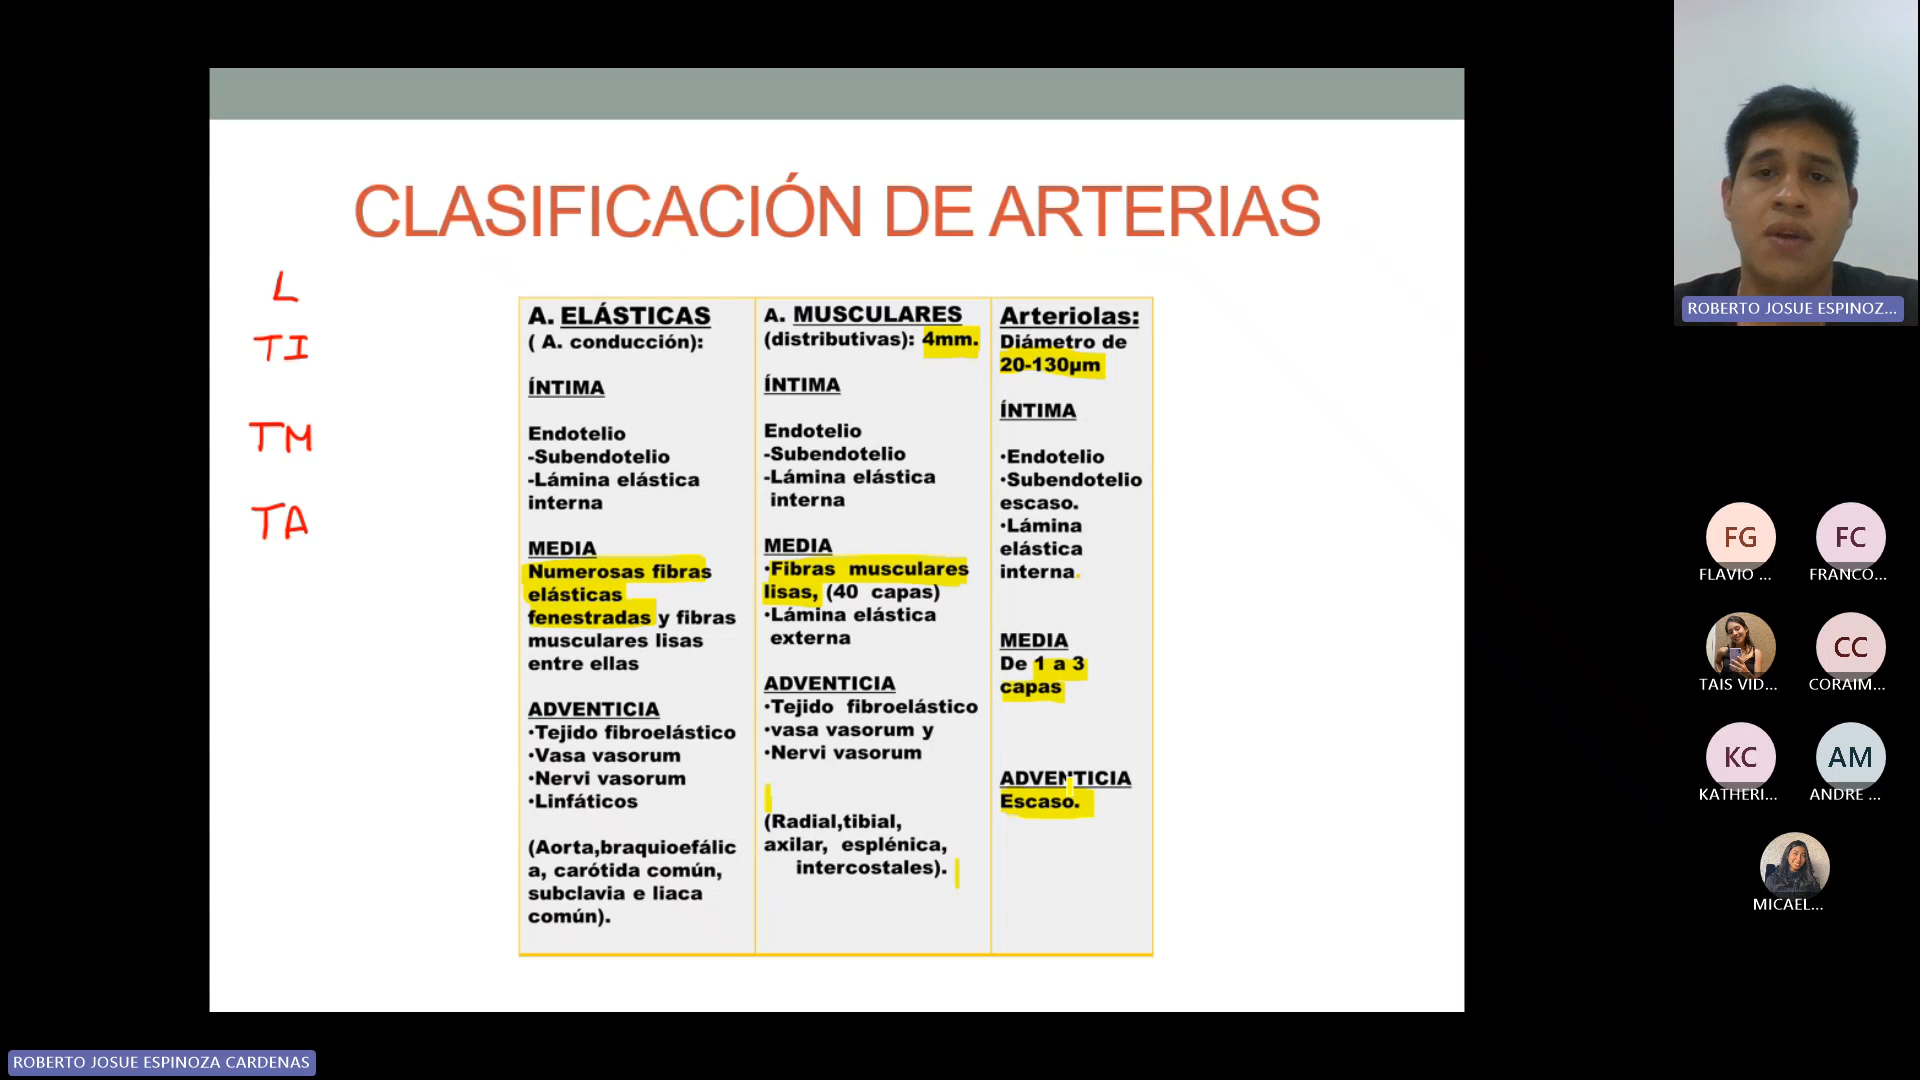 CLASIFICACIÓN DE ARTERIAS
L
TI
TM
TA
A. ELÁSTICAS
( A. conducción):
ÍNTIMA
Endotelio
-Subendotelio
-Lámina elástica
interna
MEDIA
Numerosas fibras
elásticas
fenestradas y fibras
musculares lisas
entre ellas
ADVENTICIA
•Tejido fibroelástico
•Vasa vasorum
•Nervi vasorum
•Linfáticos
(Aorta,braquioefálic
a, carótida común,
subclavia e liaca
común).
A. MUSCULARES
(distributivas): 4mm.
ÍNTIMA
Endotelio
-Subendotelio
-Lámina elástica
interna
MEDIA
•Fibras musculares
lisas, (40 capas)
•Lámina elástica
externa
ADVENTICIA
•Tejido fibroelástico
•vasa vasorum y
•Nervi vasorum
(Radial,tibial,
axilar, esplénica,
intercostales).
Arteriolas:
Diámetro de
20-130µm
ÍNTIMA
•Endotelio
•Subendotelio
escaso.
•Lámina
elástica
interna.
MEDIA
De 1 a 3
capas
ADVENTICIA
Escaso.
ROBERTO JOSUE ESPINOZ...
FG
FLAVIO ...
FC
FRANCO...
TAIS VID...
CC
CORAIM...
KC
KATHERI...
AM
ANDRE ...
MICAEL...
ROBERTO JOSUE ESPINOZA CARDENAS